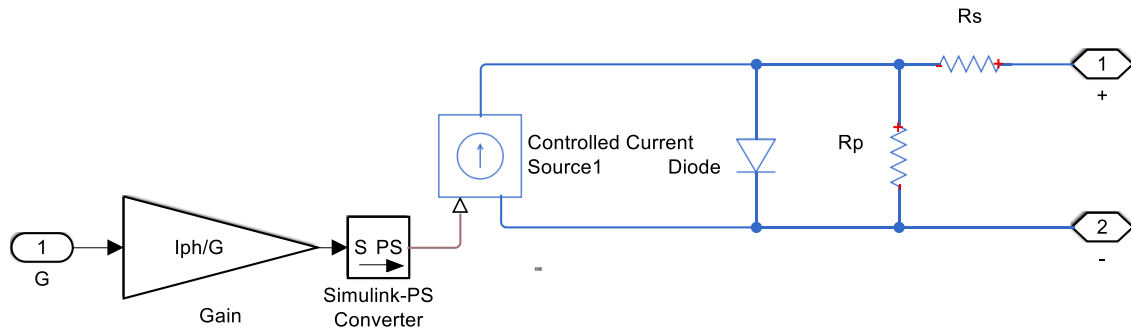 Rs
1
+
Controlled Current
Source1
Diode
Rp
1
G
Iph/G
S PS
2
-
Simulink-PS
Converter
Gain